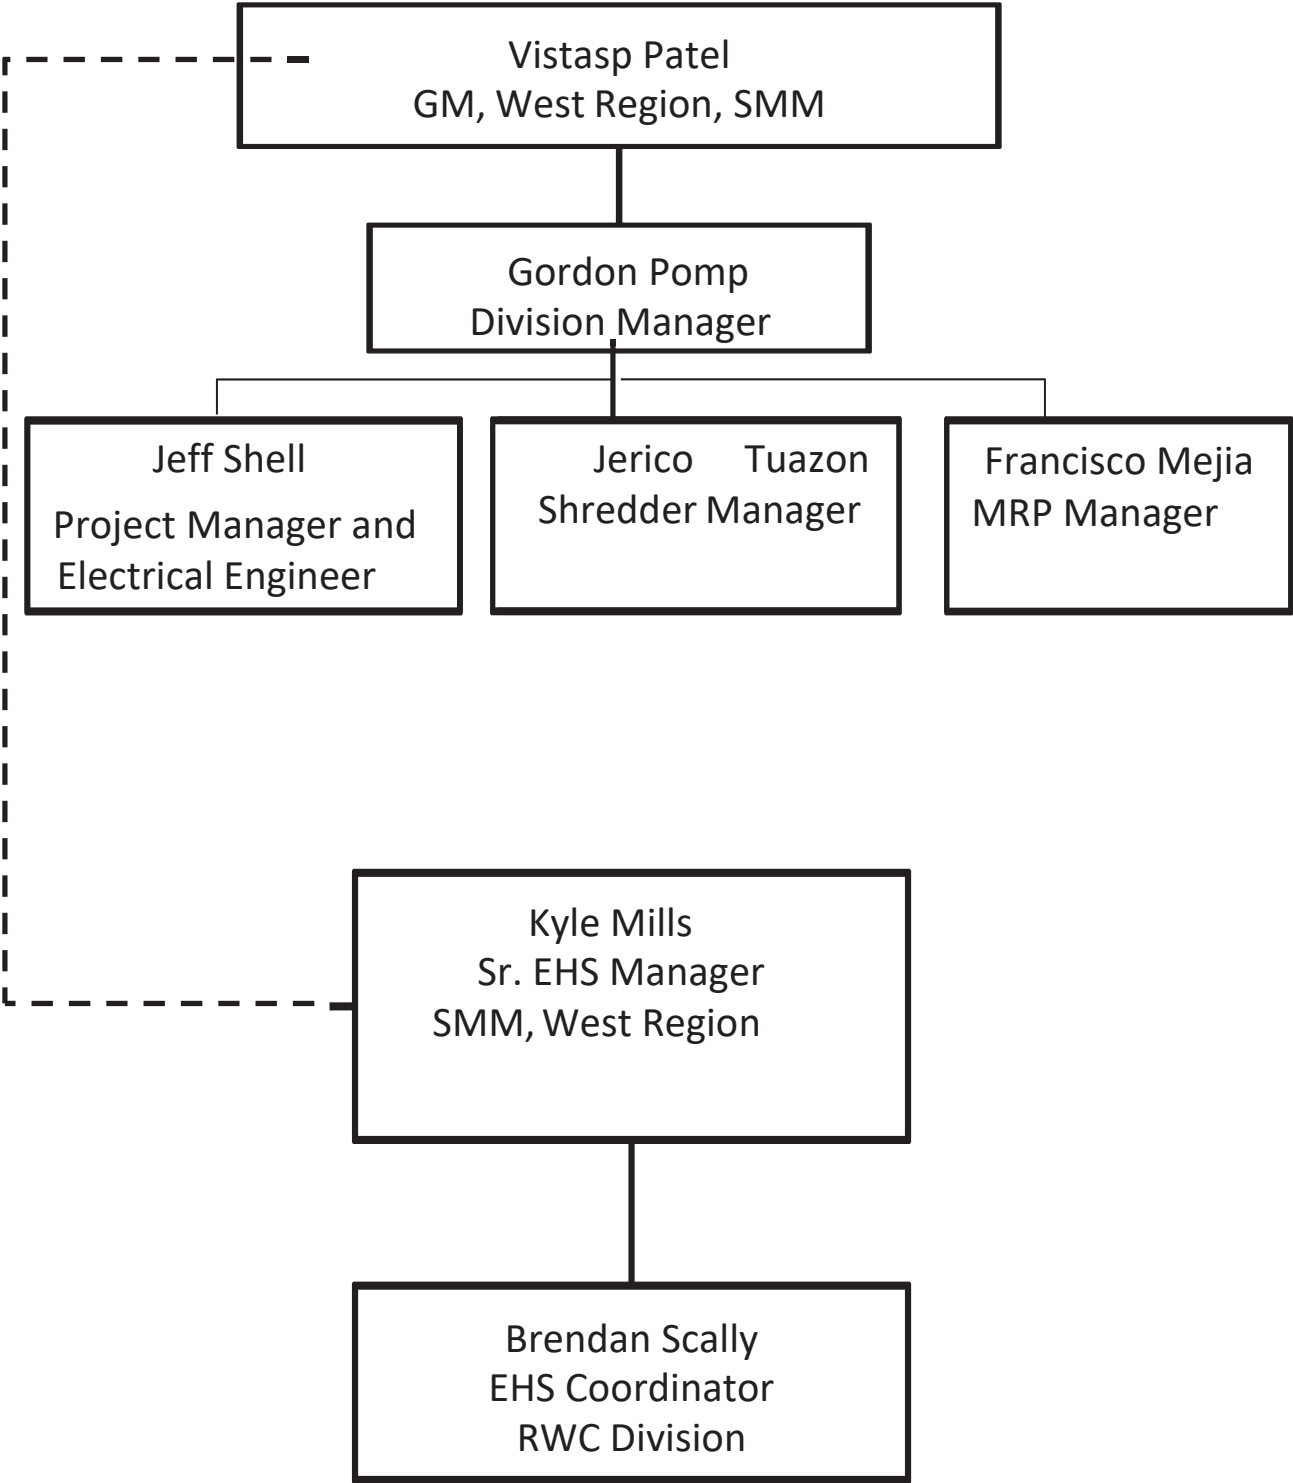 Vistasp Patel
GM, West Region, SMM
Gordon Pomp
Division Manager
Jeff Shell
Project Manager and
Electrical Engineer
Jerico Tuazon
Shredder Manager
Francisco Mejia
MRP Manager
Kyle Mills
Sr. EHS Manager
SMM, West Region
Brendan Scally
EHS Coordinator
RWC Division